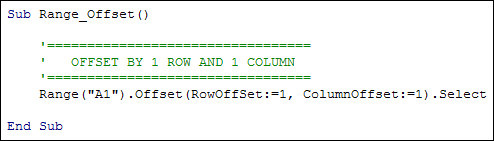 Sub Range_Offset()
'=================================
'   OFFSET BY 1 ROW AND 1 COLUMN
'=================================
Range("A1").Offset(RowOffSet:=1, ColumnOffset:=1).Select
End Sub